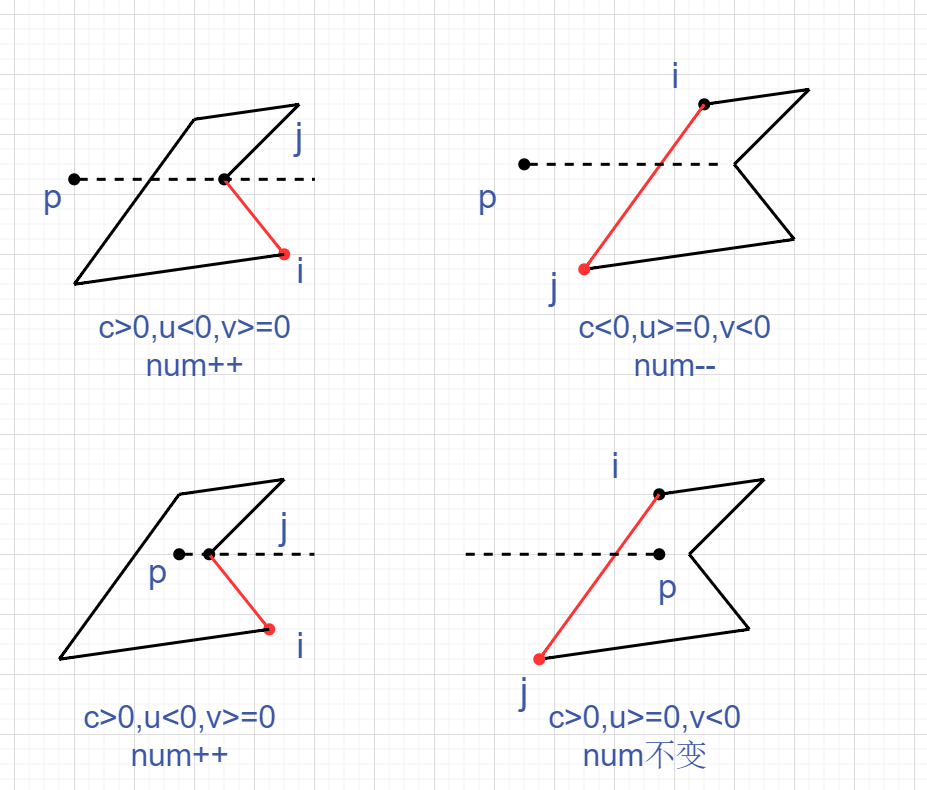 j
p
i
c>0,u<0,v>=0
num++
i
p
j
c<0,u>=0,v<0
num--
j
p
i
c>0,u<0,v>=0
num++
i
p
j
c>0,u>=0,v<0
num不变